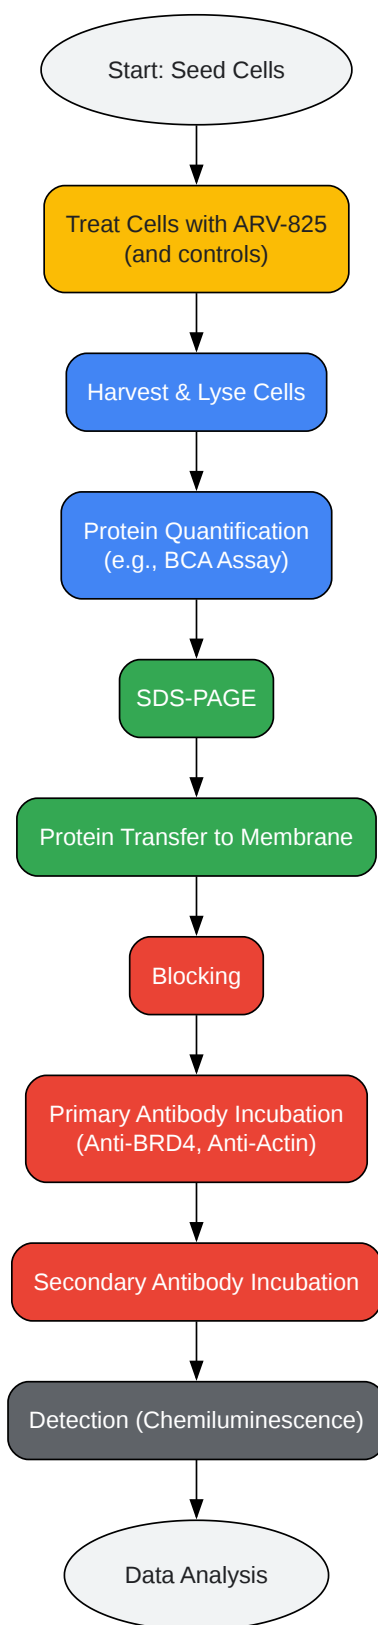 Start: Seed Cells
Treat Cells with ARV-825
(and controls)
Harvest & Lyse Cells
Protein Quantification
(e.g., BCA Assay)
SDS-PAGE
Protein Transfer to Membrane
Blocking
Primary Antibody Incubation
(Anti-BRD4, Anti-Actin)
Secondary Antibody Incubation
Detection (Chemiluminescence)
Data Analysis